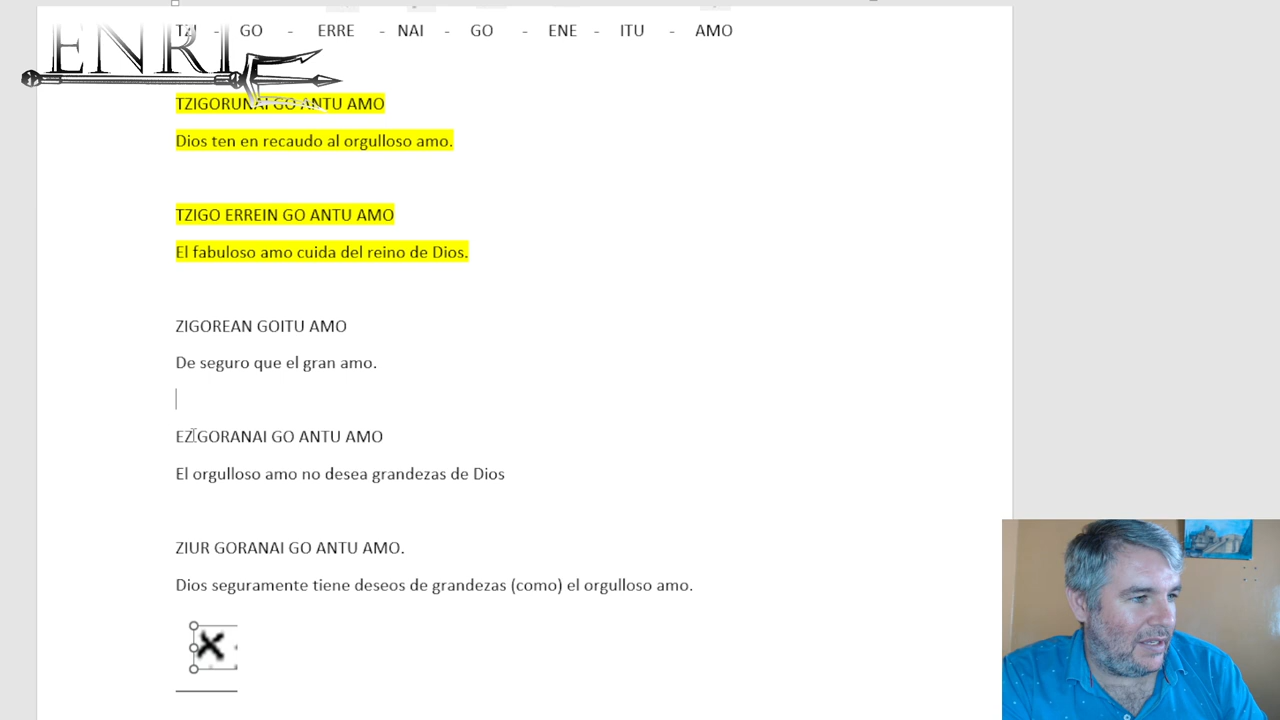 TZI - GO - ERRE - NAI - GO - ENE - ITU - AMO
ENRI
TZIGORUNAI GO ANTU AMO
Dios ten en recaudo al orgulloso amo.
TZIGO ERREIN GO ANTU AMO
El fabuloso amo cuida del reino de Dios.
ZIGOREAN GOITU AMO
De seguro que el gran amo.
EZIGORANAI GO ANTU AMO
El orgulloso amo no desea grandezas de Dios
ZIUR GORANAI GO ANTU AMO.
Dios seguramente tiene deseos de grandezas (como) el orgulloso amo.